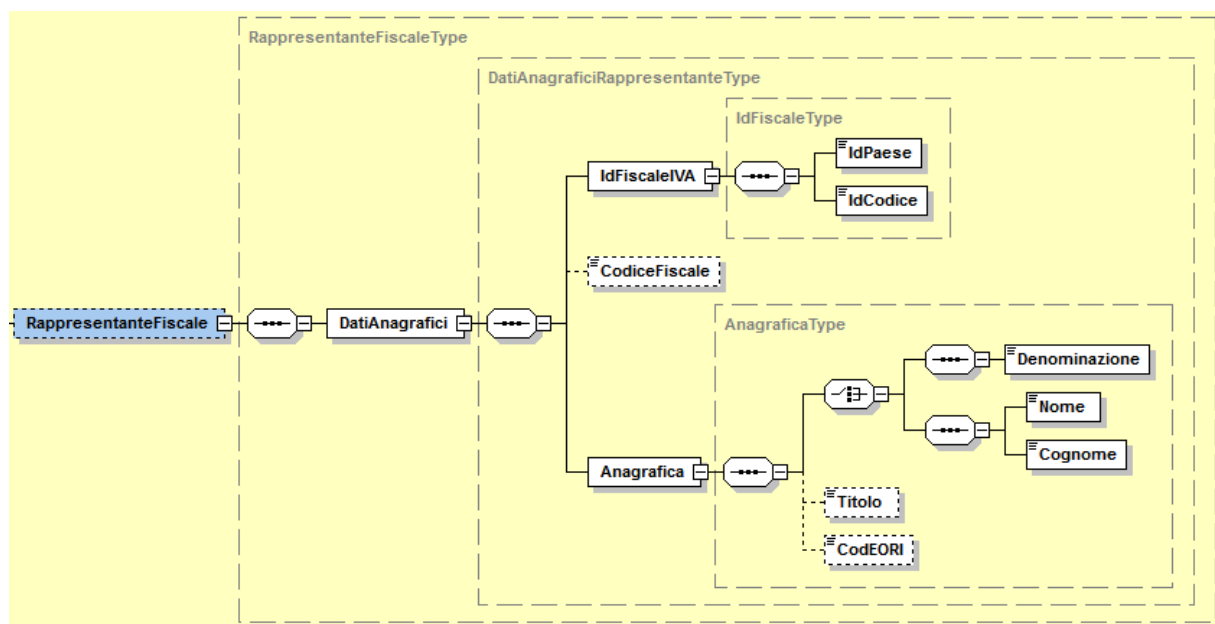 RappresentanteFiscaleType
DatiAnagraficiRappresentanteType
IdFiscaleType
IdPaese
IdFiscaleIVA
IdCodice
CodiceFiscale
RappresentanteFiscale
DatiAnagrafici
AnagraficaType
Denominazione
Nome
Cognome
Anagrafica
Titolo
CodEORI